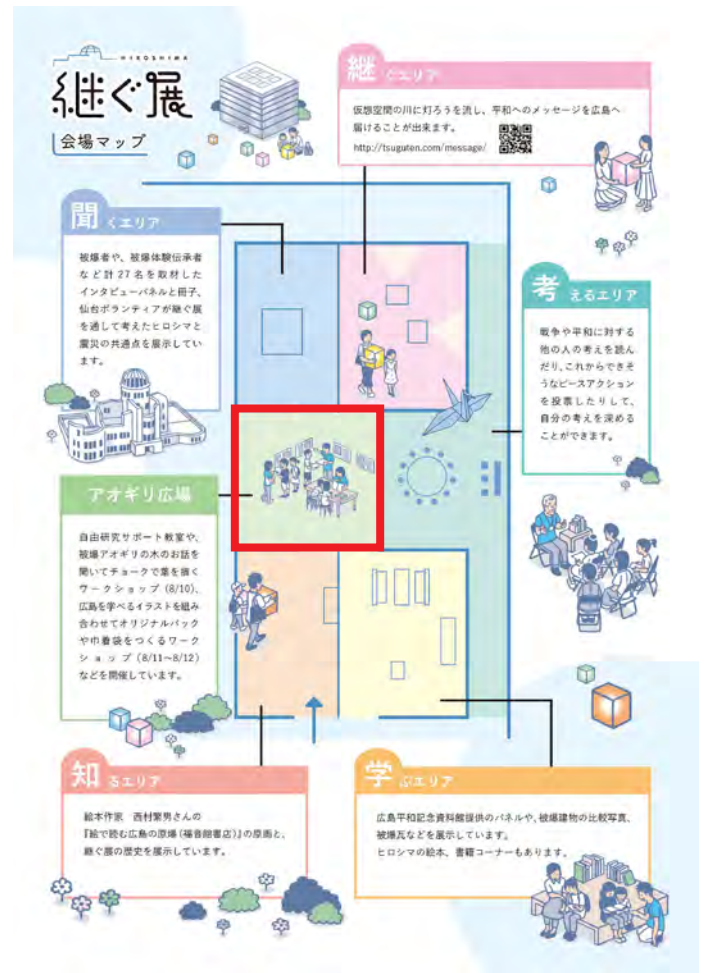 HIROSHIMA
継ぐ展
会場マップ
継ぐエリア
仮想空間の川に灯ろうを流し、平和へのメッセージを広島へ
届けることが出来ます。
http://tsuguten.com/message/
聞くエリア
被爆者や、被爆体験伝承者
など計27名を取材した
インタビューパネルと冊子、
仙台ボランティアが継ぐ展
を通して考えたヒロシマと
震災の共通点を展示してい
ます。
考えるエリア
戦争や平和に対する
他の人の考えを読ん
だり、これからできそ
うなピースアクション
を投票したりして、
自分の考えを深める
ことができます。
アオギリ広場
自由研究サポート教室や、
被爆アオギリの木のお話を
聞いてチョークで葉を描く
ワークショップ(8/10)、
広島を学べるイラストを組み
合わせてオリジナルバック
や巾着袋をつくるワーク
ショップ(8/11～8/12)
などを開催しています。
知るエリア
絵本作家 西村繁男さんの
『絵で読む広島の原爆(福音館書店)』の原画と、
継ぐ展の歴史を展示しています。
学ぶエリア
広島平和記念資料館提供のパネルや、被爆建物の比較写真、
被爆瓦などを展示しています。
ヒロシマの絵本、書籍コーナーもあります。